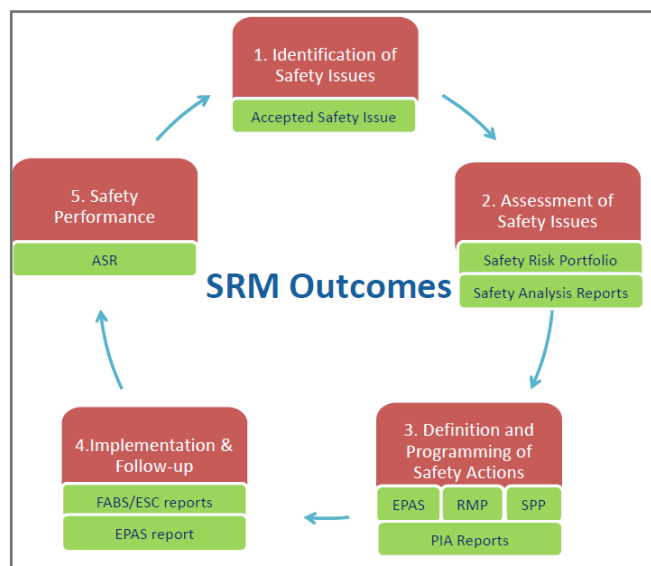 1. Identification of
Safety Issues
Accepted Safety Issue
5. Safety
Performance
ASR
2. Assessment of
Safety Issues
Safety Risk Portfolio
Safety Analysis Reports
SRM Outcomes
4.Implementation &
Follow-up
FABS/ESC reports
EPAS report
3. Definition and
Programming of
Safety Actions
EPAS RMP SPP
PIA Reports